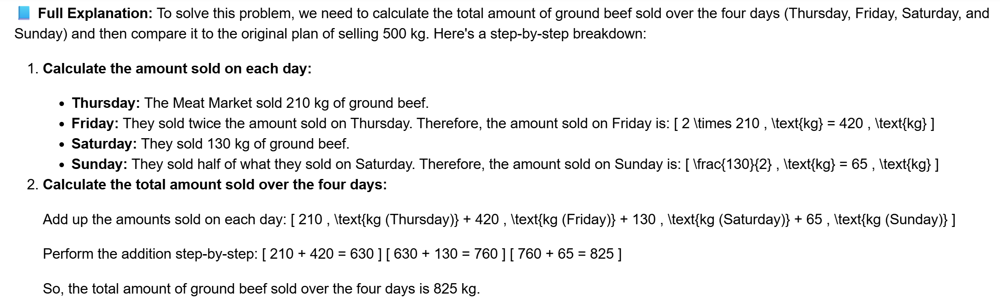 📘 Full Explanation: To solve this problem, we need to calculate the total amount of ground beef sold over the four days (Thursday, Friday, Saturday, and
Sunday) and then compare it to the original plan of selling 500 kg. Here's a step-by-step breakdown:
1. Calculate the amount sold on each day:
• Thursday: The Meat Market sold 210 kg of ground beef.
• Friday: They sold twice the amount sold on Thursday. Therefore, the amount sold on Friday is: [ 2 \times 210 , \text{kg} = 420 , \text{kg} ]
• Saturday: They sold 130 kg of ground beef.
• Sunday: They sold half of what they sold on Saturday. Therefore, the amount sold on Sunday is: [ \frac{130}{2} , \text{kg} = 65 , \text{kg} ]
2. Calculate the total amount sold over the four days:
Add up the amounts sold on each day: [ 210 , \text{kg (Thursday)} + 420 , \text{kg (Friday)} + 130 , \text{kg (Saturday)} + 65 , \text{kg (Sunday)} ]
Perform the addition step-by-step: [ 210 + 420 = 630 ] [ 630 + 130 = 760 ] [ 760 + 65 = 825 ]
So, the total amount of ground beef sold over the four days is 825 kg.